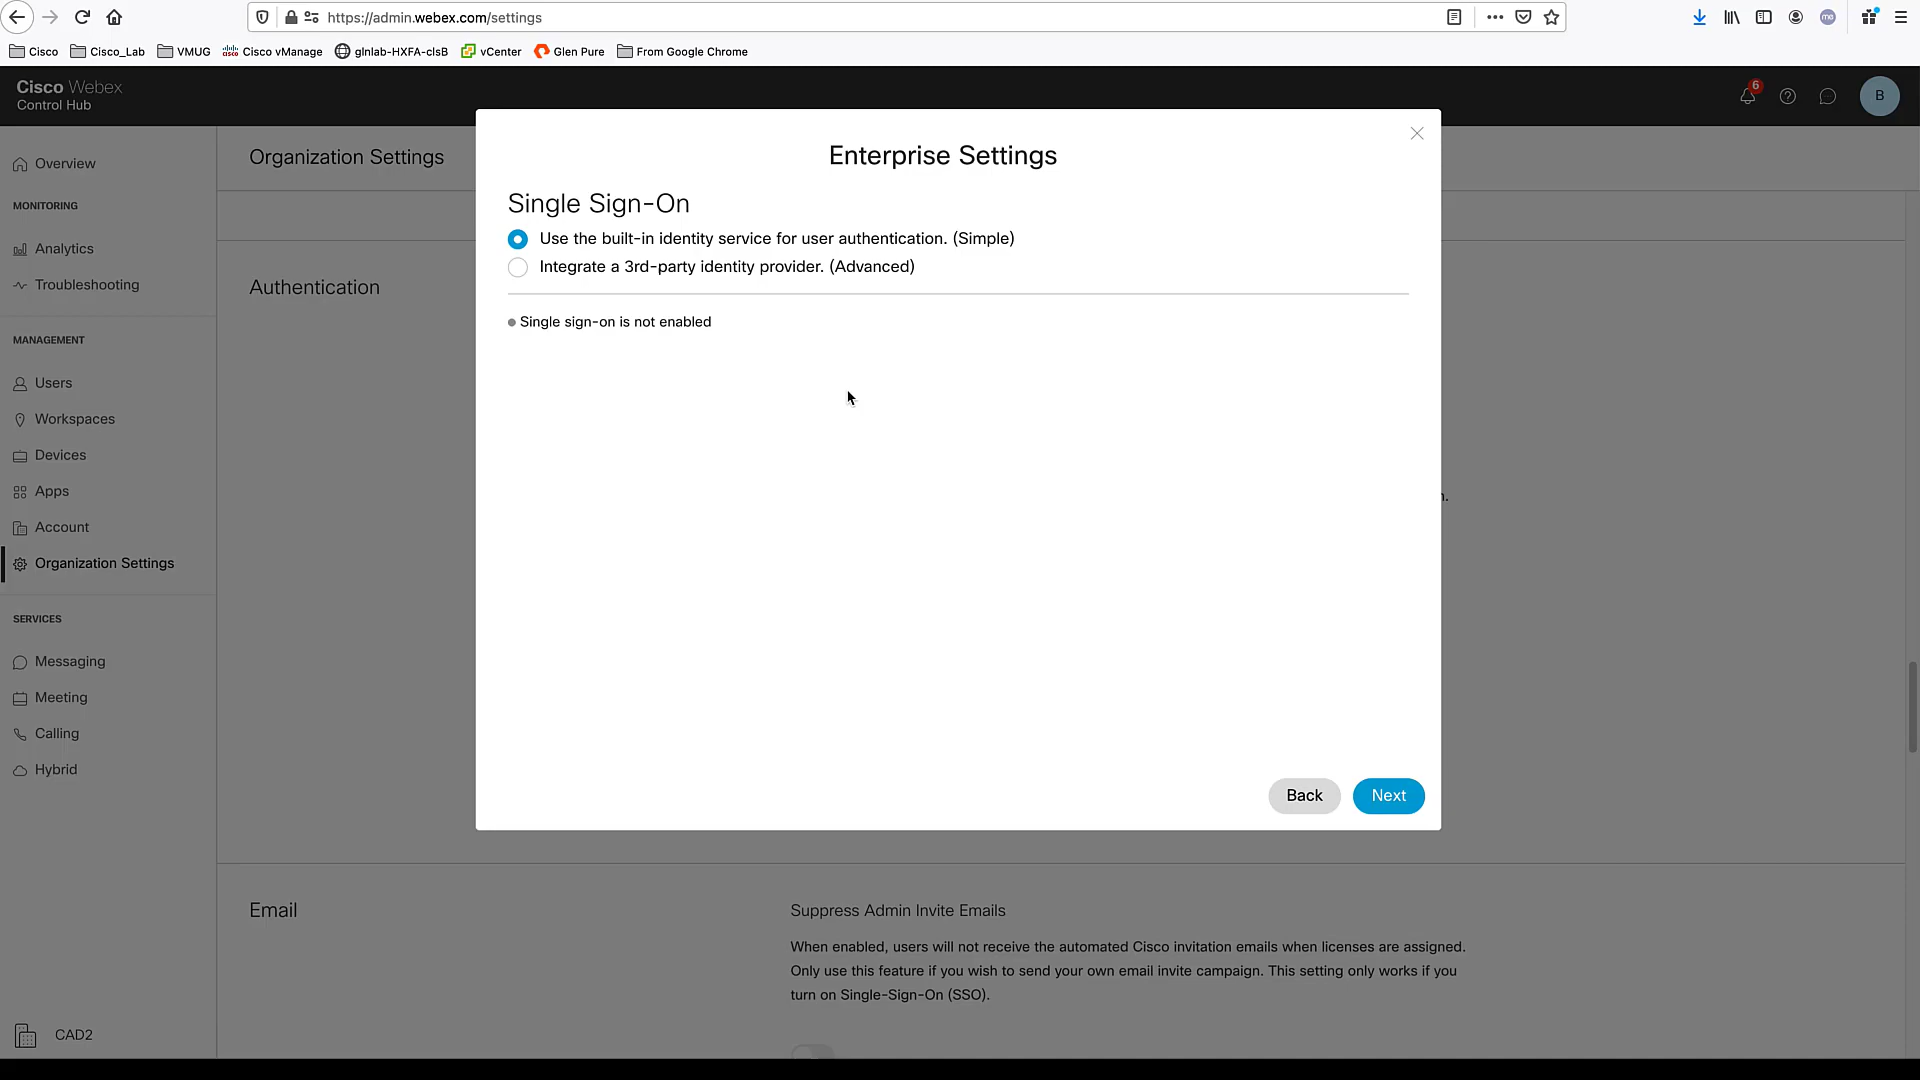 https://admin.webex.com/settings
Cisco
Cisco_Lab
VMUG
Cisco vManage
glnlab-HXFA-clsB
vCenter
Glen Pure
From Google Chrome
Cisco Webex
Control Hub
6
B
Overview
MONITORING
Analytics
Troubleshooting
MANAGEMENT
Users
Workspaces
Devices
Apps
Account
Organization Settings
SERVICES
Messaging
Meeting
Calling
Hybrid
CAD2
Organization Settings
Authentication
Enterprise Settings
Single Sign-On
Use the built-in identity service for user authentication. (Simple)
Integrate a 3rd-party identity provider. (Advanced)
Single sign-on is not enabled
Back
Next
Email
Suppress Admin Invite Emails
When enabled, users will not receive the automated Cisco invitation emails when licenses are assigned.
Only use this feature if you wish to send your own email invite campaign. This setting only works if you
turn on Single-Sign-On (SSO).